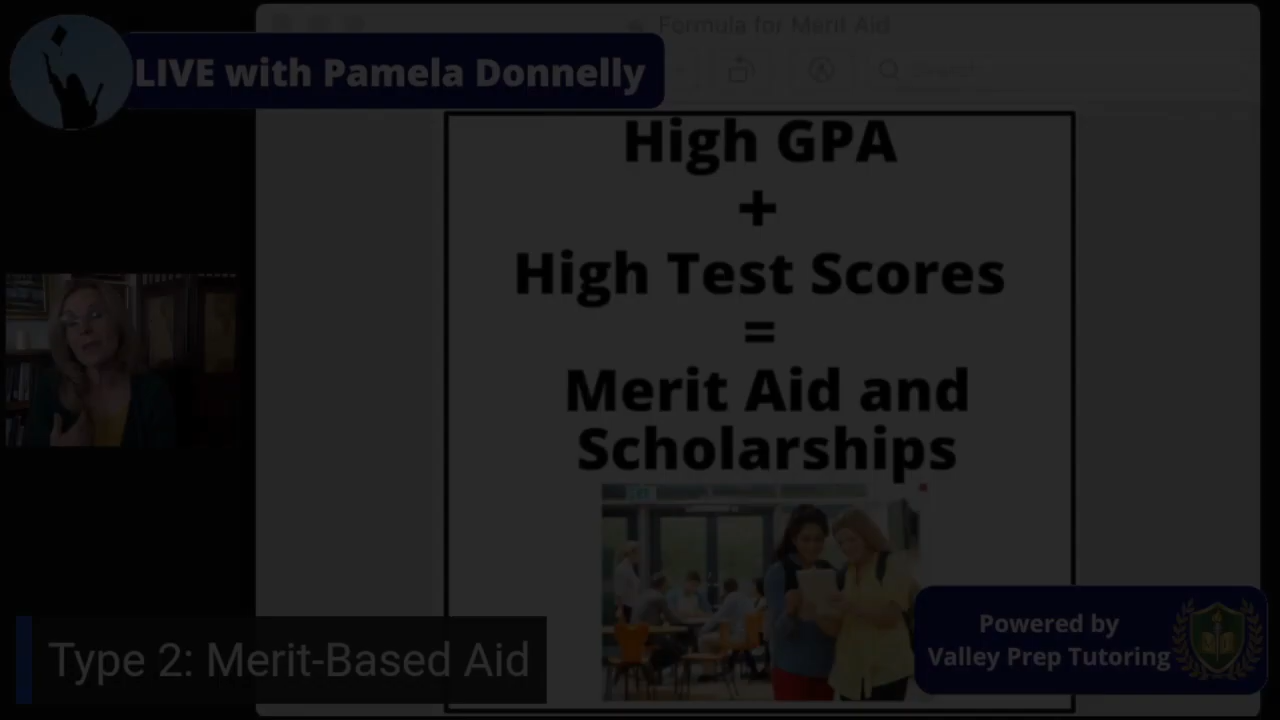 Formula for Merit Aid
LIVE with Pamela Donnelly
Search
High GPA
+
High Test Scores
=
Merit Aid and
Scholarships
Type 2: Merit-Based Aid
Powered by
Valley Prep Tutoring